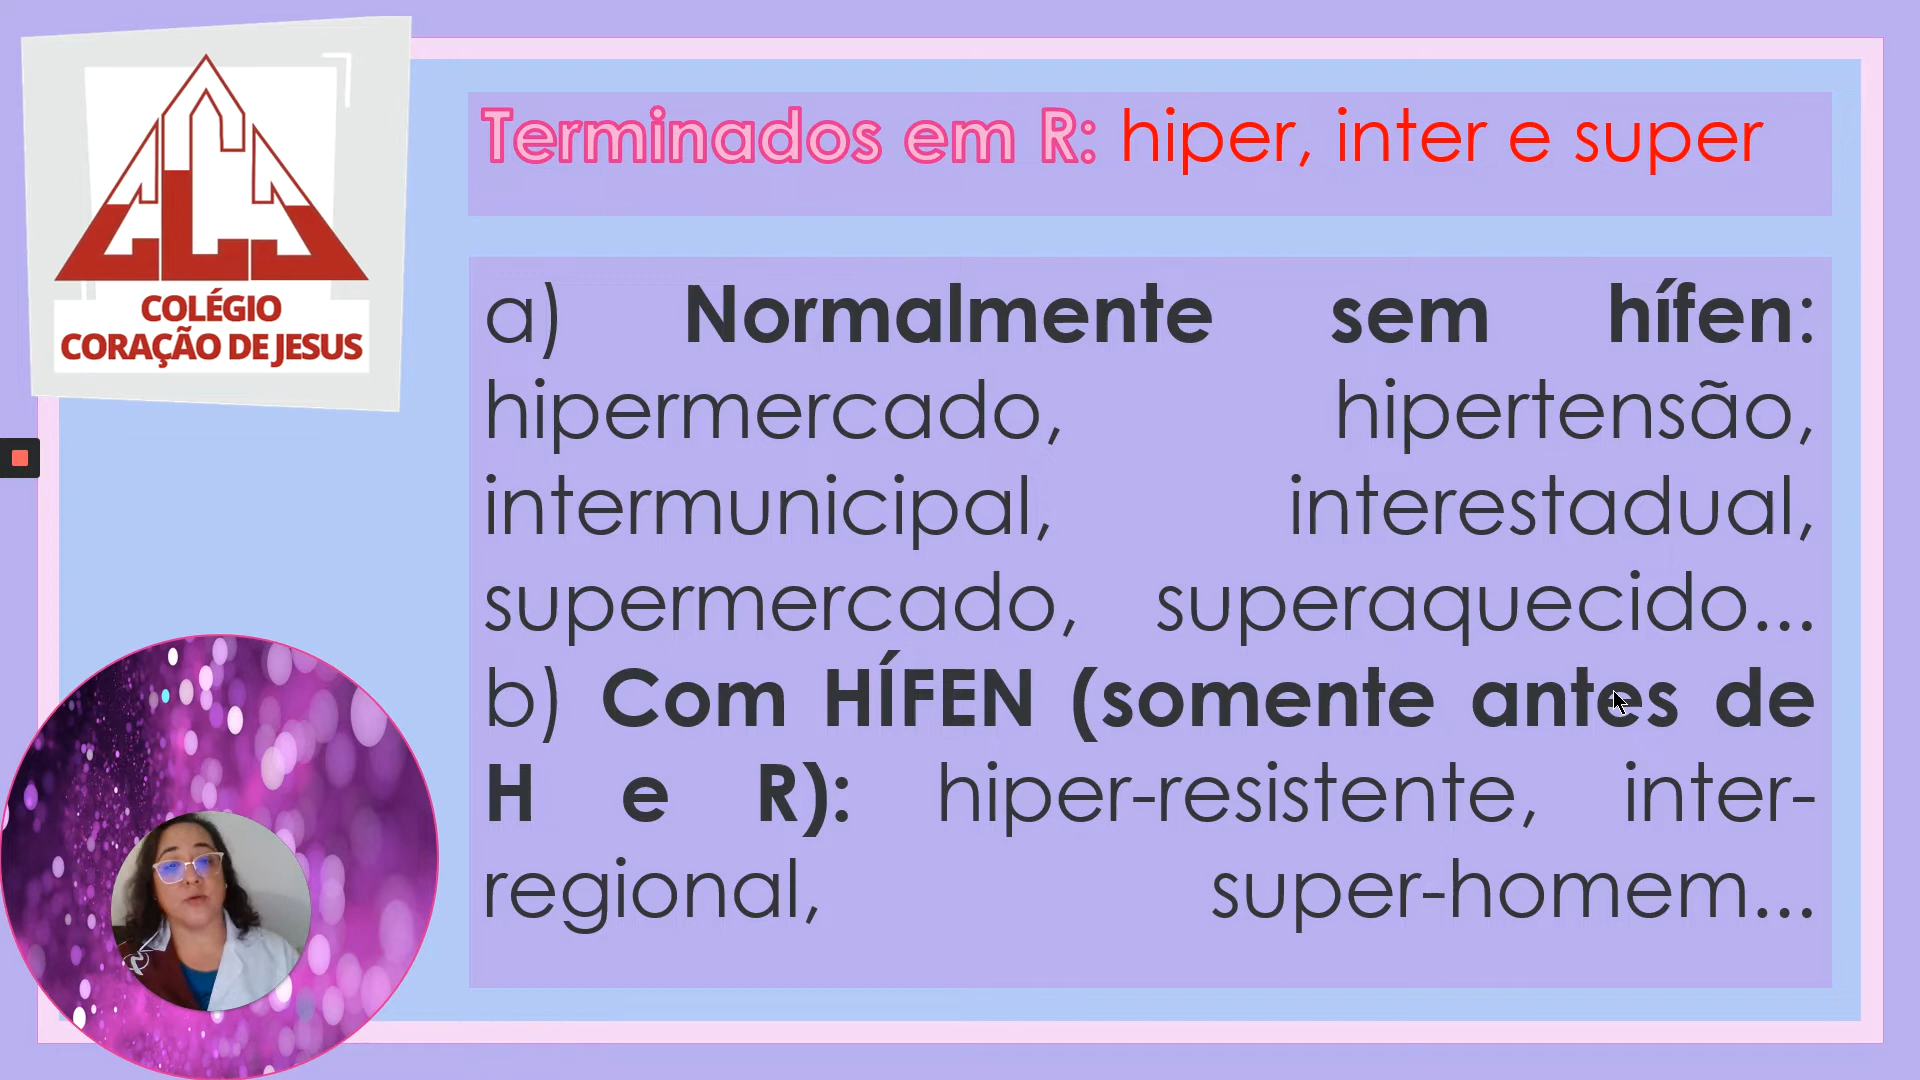 COLÉGIO
CORAÇÃO DE JESUS
Terminados em R: hiper, inter e super
a) Normalmente sem hífen:
hipermercado, hipertensão,
intermunicipal, interestadual,
supermercado, superaquecido...
b) Com HÍFEN (somente antes de
H e R): hiper-resistente, inter-
regional, super-homem...